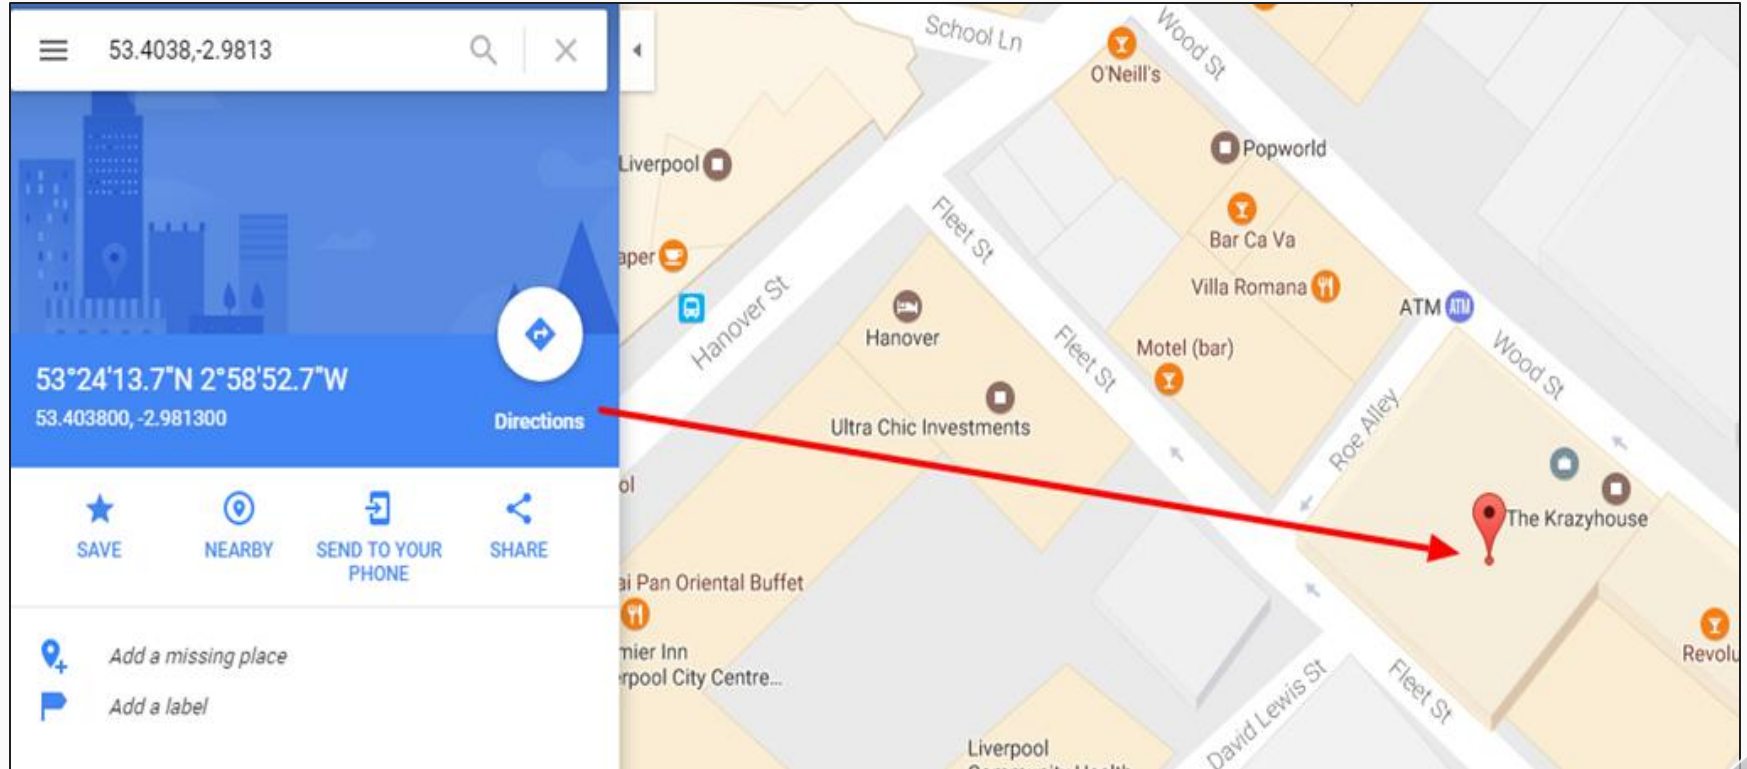 53.4038,-2.9813
53°24'13.7"N 2°58'52.7"W
53.403800, -2.981300
Directions
SAVE
NEARBY
SEND TO YOUR
PHONE
SHARE
Add a missing place
Add a label
School Ln
Wood St
O'Neill's
Popworld
Liverpool
Fleet St
Bar Ca Va
aper
Villa Romana
Hanover St
ATM
ATM
Hanover
Fleet St
Motel (bar)
Wood St
Roe Alley
Ultra Chic Investments
ol
The Krazyhouse
ai Pan Oriental Buffet
mier Inn
rpool City Centre...
Revolu
David Lewis St
Fleet St
Liverpool